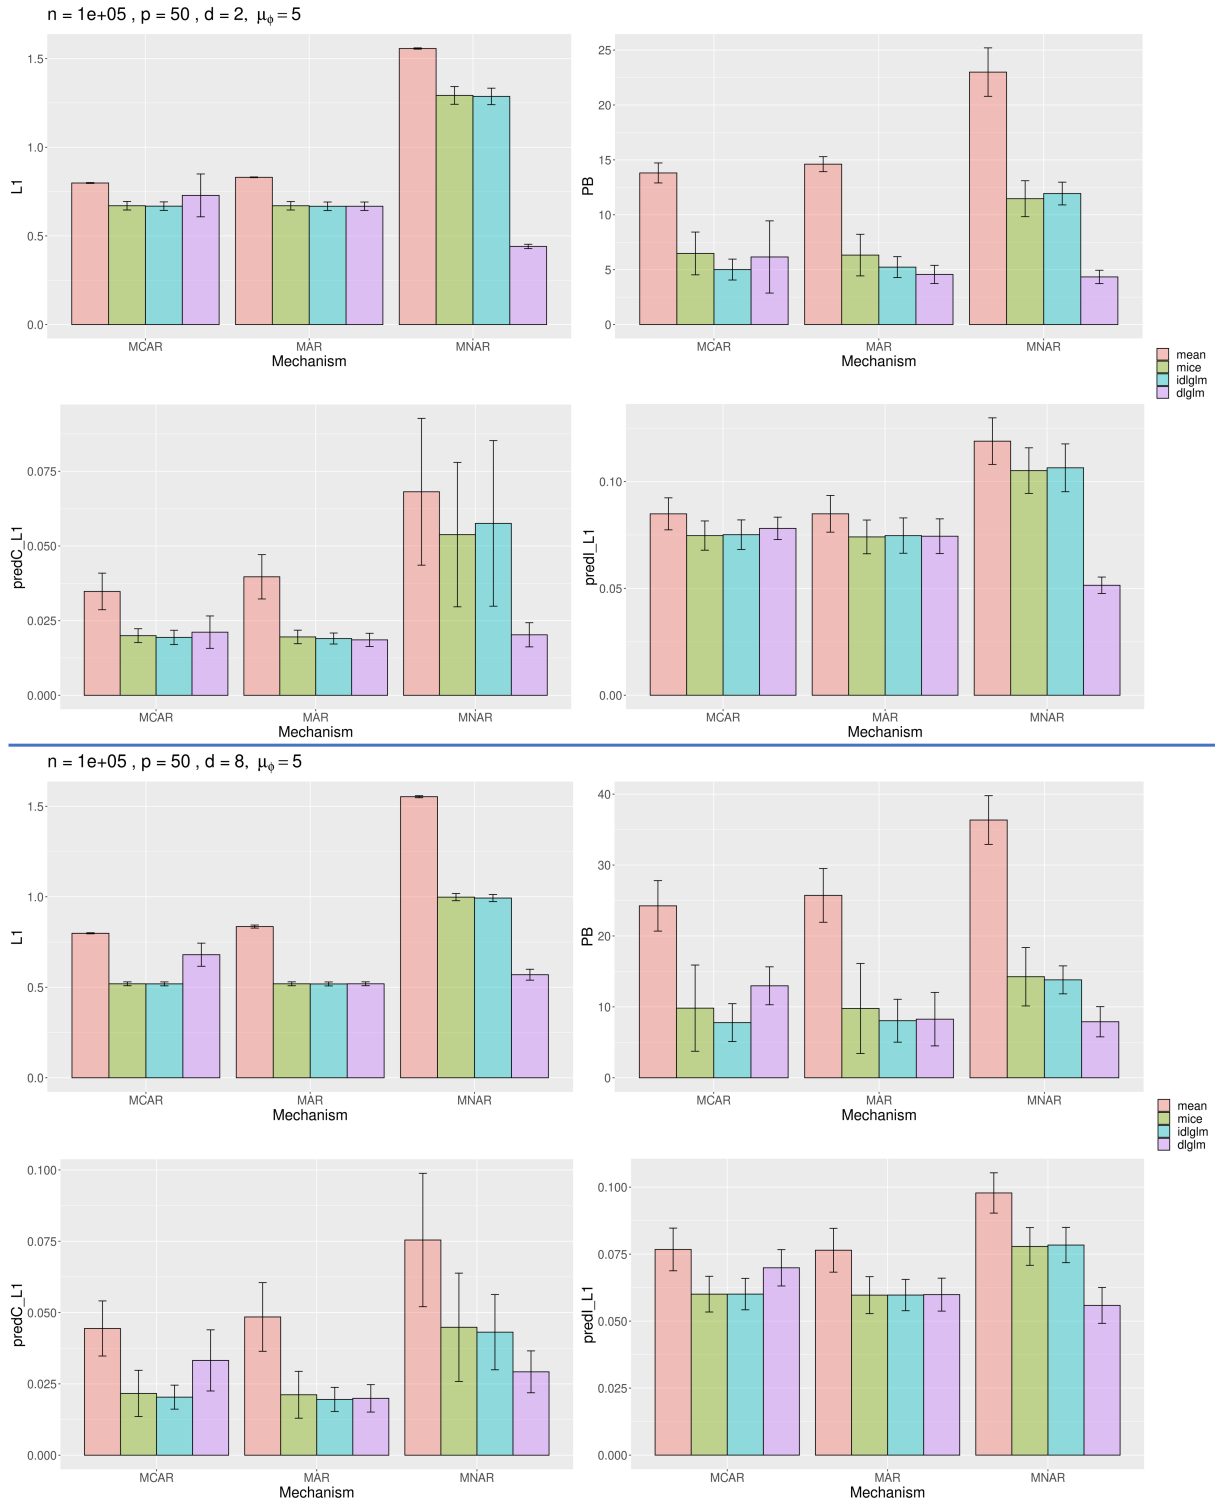 n = 1e+05 , p = 50 , d = 2, μϕ = 5
L1
1.5
1.0
0.5
0.0
MCAR MAR MNAR
Mechanism
PB
25
20
15
10
5
0
MCAR MAR MNAR
Mechanism
mean
mice
idlglm
dlglm
predC_L1
0.075
0.050
0.025
0.000
MCAR MAR MNAR
Mechanism
predI_L1
0.10
0.05
0.00
MCAR MAR MNAR
Mechanism
n = 1e+05 , p = 50 , d = 8, μϕ = 5
L1
1.5
1.0
0.5
0.0
MCAR MAR MNAR
Mechanism
PB
40
30
20
10
0
MCAR MAR MNAR
Mechanism
mean
mice
idlglm
dlglm
predC_L1
0.100
0.075
0.050
0.025
0.000
MCAR MAR MNAR
Mechanism
predI_L1
0.100
0.075
0.050
0.025
0.000
MCAR MAR MNAR
Mechanism